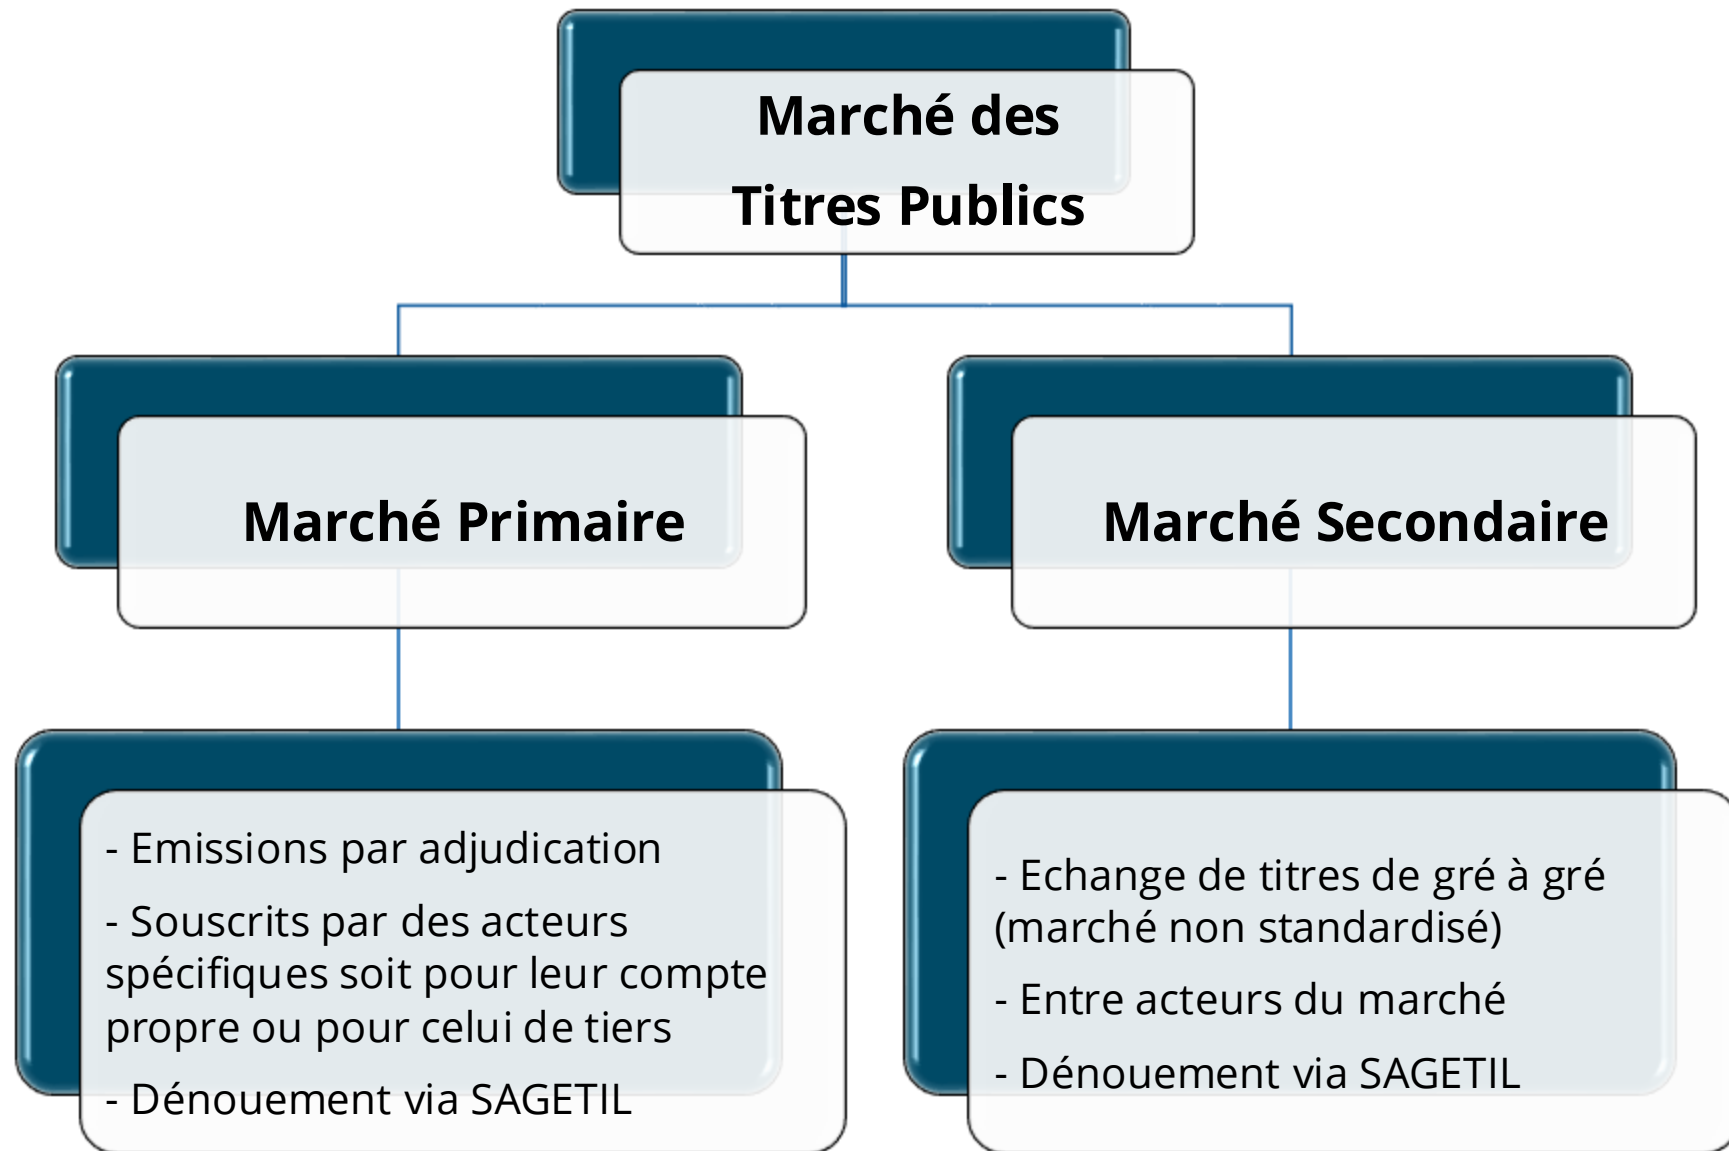 Marché des
Titres Publics
Marché Primaire
Marché Secondaire
- Emissions par adjudication
- Souscrits par des acteurs
spécifiques soit pour leur compte
propre ou pour celui de tiers
- Dénouement via SAGETIL
- Echange de titres de gré à gré
(marché non standardisé)
- Entre acteurs du marché
- Dénouement via SAGETIL